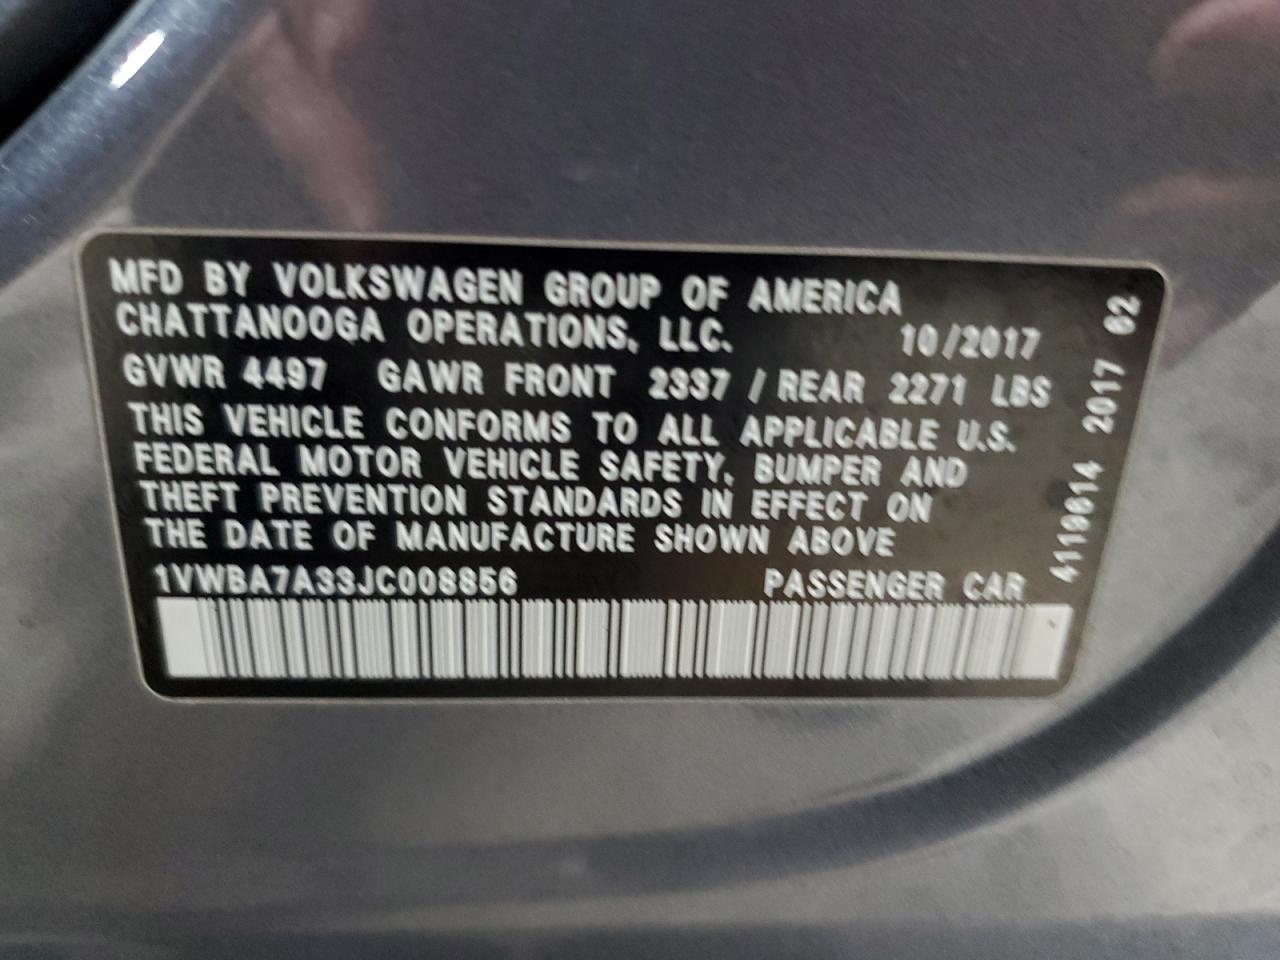 MFD BY VOLKSWAGEN GROUP OF AMERICA
CHATTANOOGA OPERATIONS, LLC. 10/2017
GVWR 4497 GAWR FRONT 2337 / REAR 2271 LBS
THIS VEHICLE CONFORMS TO ALL APPLICABLE U.S.
FEDERAL MOTOR VEHICLE SAFETY, BUMPER AND
THEFT PREVENTION STANDARDS IN EFFECT ON
THE DATE OF MANUFACTURE SHOWN ABOVE
1VWBA7A33JC008856 PASSENGER CAR
4119614 2017 62